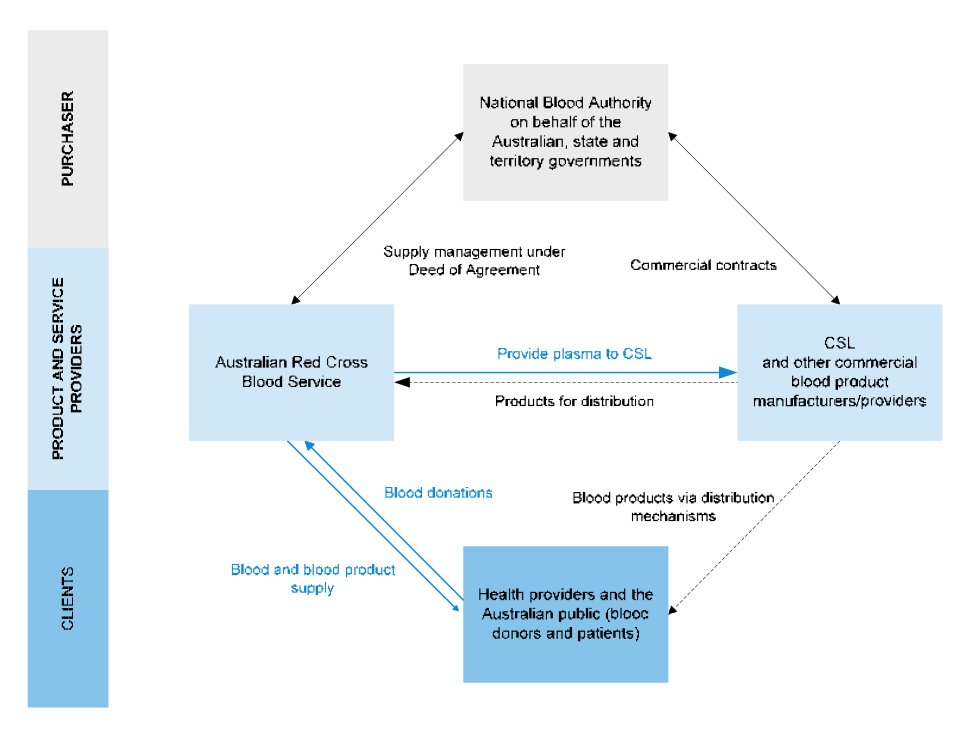 PURCHASER
National Blood Authority
on behalf of the
Australian, state and
territory governments
Supply management under
Deed of Agreement
Commercial contracts
PRODUCT AND SERVICE
PROVIDERS
Australian Red Cross
Blood Service
Provide plasma to CSL
Products for distribution
CSL
and other commercial
blood product
manufacturers/providers
Blood donations
Blood products via distribution
mechanisms
Blood and blood product
supply
CLIENTS
Health providers and the
Australian public (blooc
donors and patients)